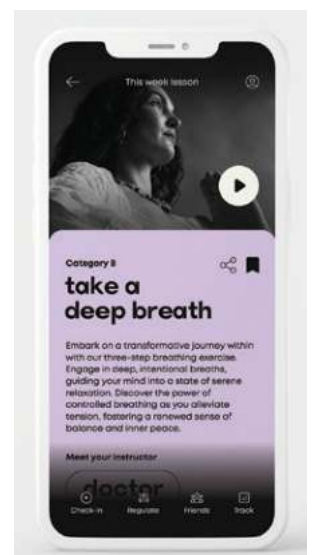 This week lesson
Category B
take a
deep breath
Embark on a transformative journey within
with our three-step breathing exercise.
Engage in deep, intentional breaths,
guiding your mind into a state of serene
relaxation. Discover the power of
controlled breathing as you alleviate
tension, fostering a renewed sense of
balance and inner peace.
Meet your instructor
doctor
Check-in Regulate Friends Track